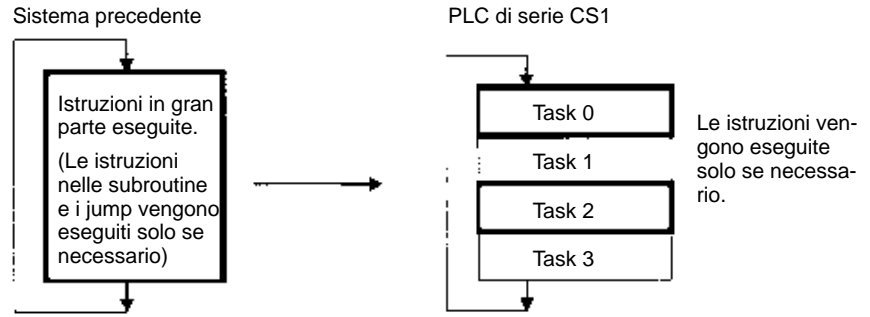 Sistema precedente
Istruzioni in gran
parte eseguite.
(Le istruzioni
nelle subroutine
e i jump vengono
eseguiti solo se
necessario)
PLC di serie CS1
Task 0
Task 1
Task 2
Task 3
Le istruzioni ven-
gono eseguite
solo se necessa-
rio.